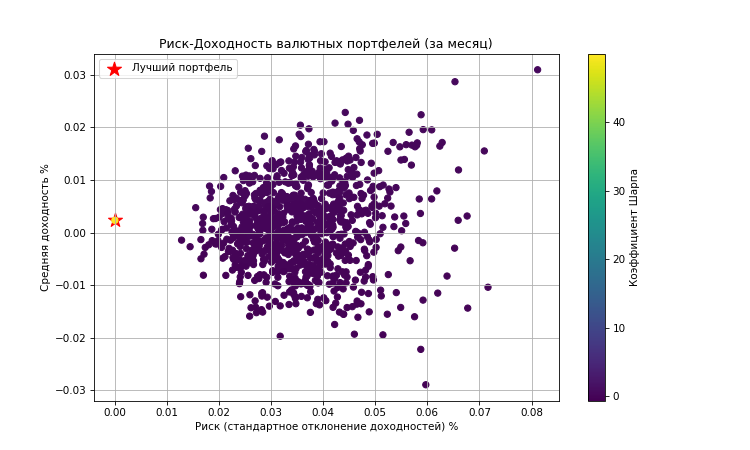 Риск-Доходность валютных портфелей (за месяц)
Лучший портфель
Средняя доходность %
0.03
0.02
0.01
0.00
−0.01
−0.02
−0.03
0.00 0.01 0.02 0.03 0.04 0.05 0.06 0.07 0.08
Риск (стандартное отклонение доходностей) %
40
30
20
10
0
Коэффициент Шарпа